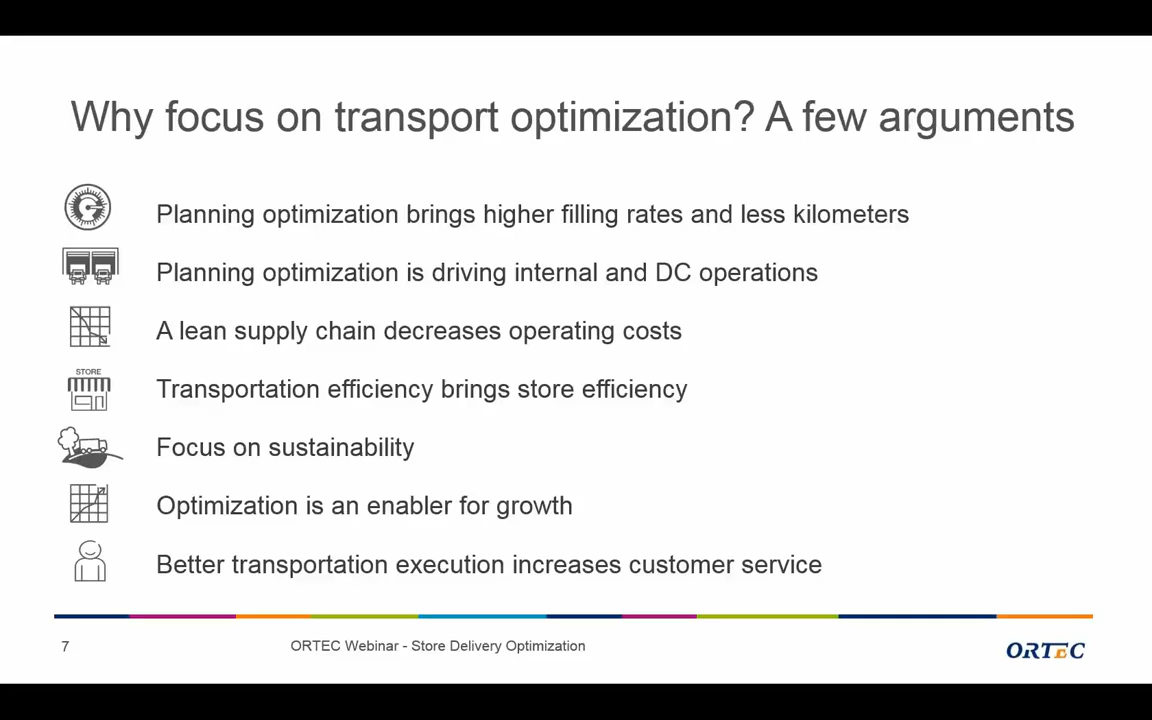 Why focus on transport optimization? A few arguments
Planning optimization brings higher filling rates and less kilometers
Planning optimization is driving internal and DC operations
A lean supply chain decreases operating costs
STORE
Transportation efficiency brings store efficiency
Focus on sustainability
Optimization is an enabler for growth
Better transportation execution increases customer service
7
ORTEC Webinar - Store Delivery Optimization
ORTEC